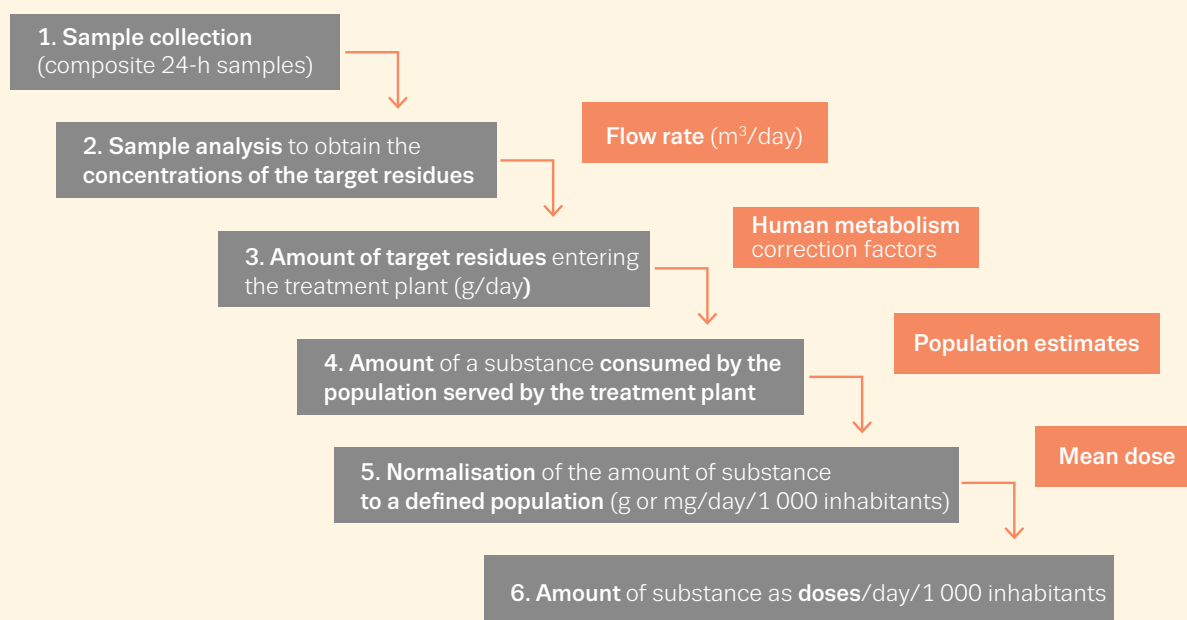 1. Sample collection
(composite 24-h samples)
2. Sample analysis to obtain the
concentrations of the target residues
Flow rate (m³/day)
3. Amount of target residues entering
the treatment plant (g/day)
Human metabolism
correction factors
4. Amount of a substance consumed by the
population served by the treatment plant
Population estimates
5. Normalisation of the amount of substance
to a defined population (g or mg/day/1 000 inhabitants)
Mean dose
6. Amount of substance as doses/day/1 000 inhabitants